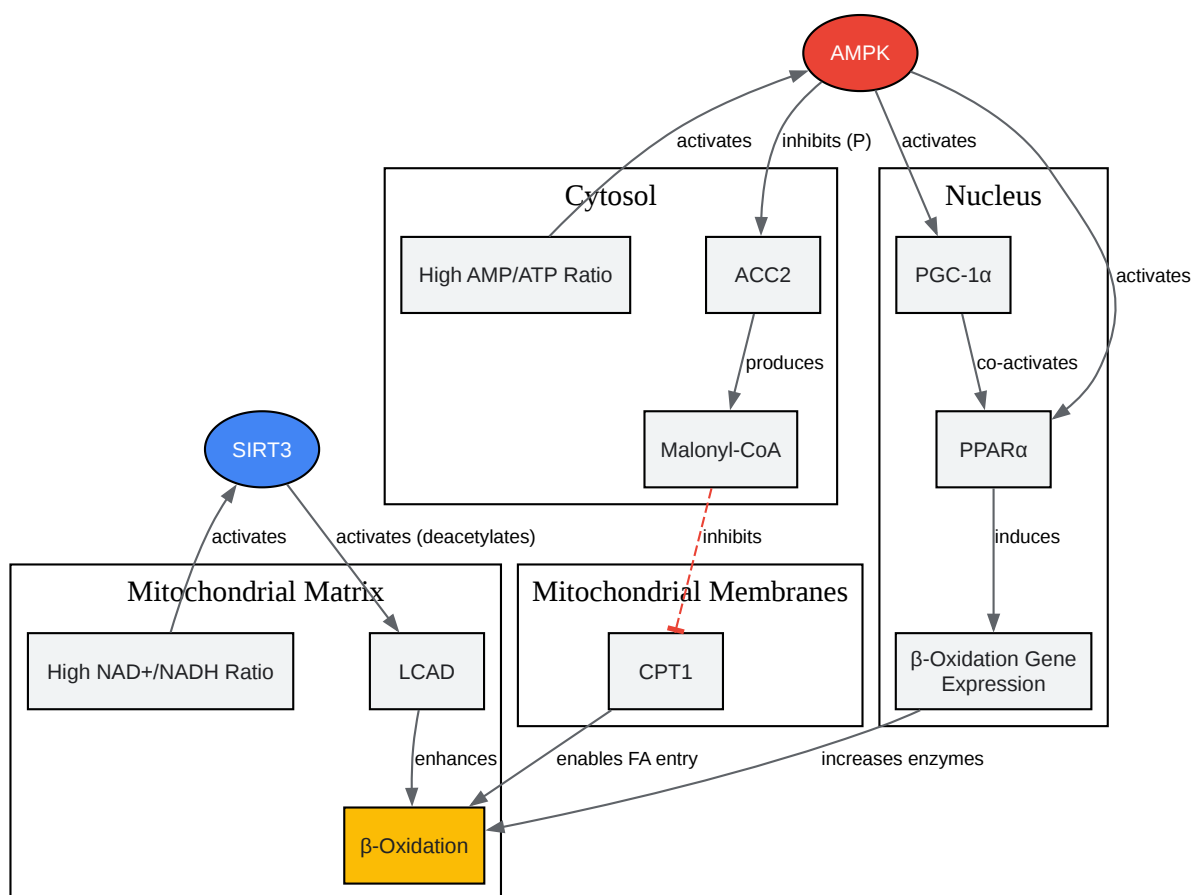 AMPK
activates
inhibits (P)
activates
Cytosol
Nucleus
High AMP/ATP Ratio
ACC2
PGC-1α
activates
produces
co-activates
SIRT3
Malonyl-CoA
PPARα
activates
activates (deacetylates)
inhibits
induces
Mitochondrial Matrix
Mitochondrial Membranes
High NAD+/NADH Ratio
LCAD
CPT1
β-Oxidation Gene
Expression
enhances
enables FA entry
increases enzymes
β-Oxidation